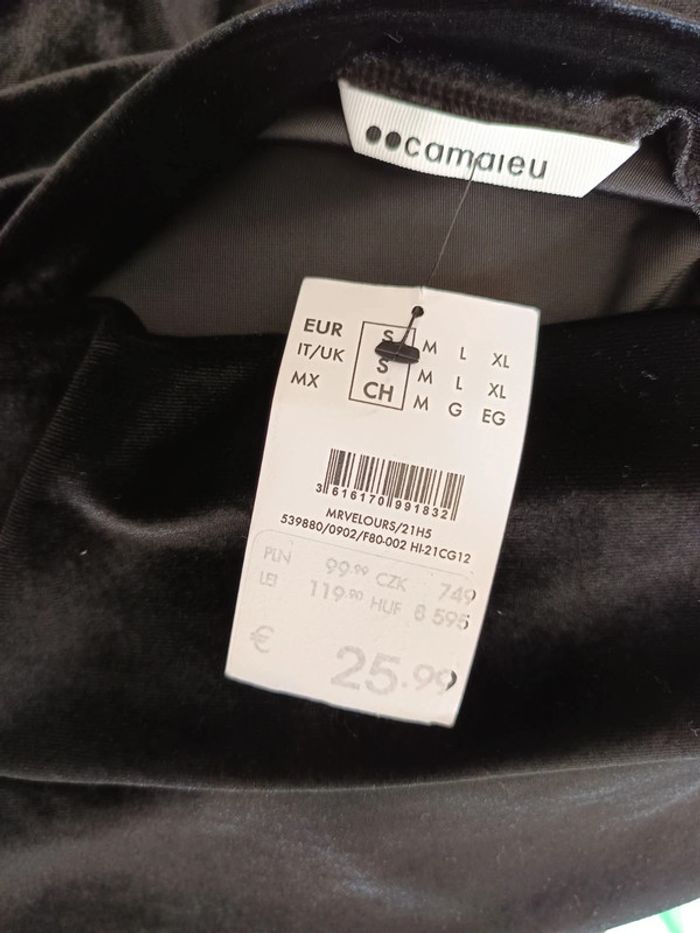 camaieu
EUR S M L XL
IT/UK S M L XL
MX CH M G EG
3 616170 991832
MRVELOURS/21H5
539880/0902/F80-002 HI-21CG12
PLN 99.99 CZK 749
LEI 119.90 HUF 8 595
€ 25.99